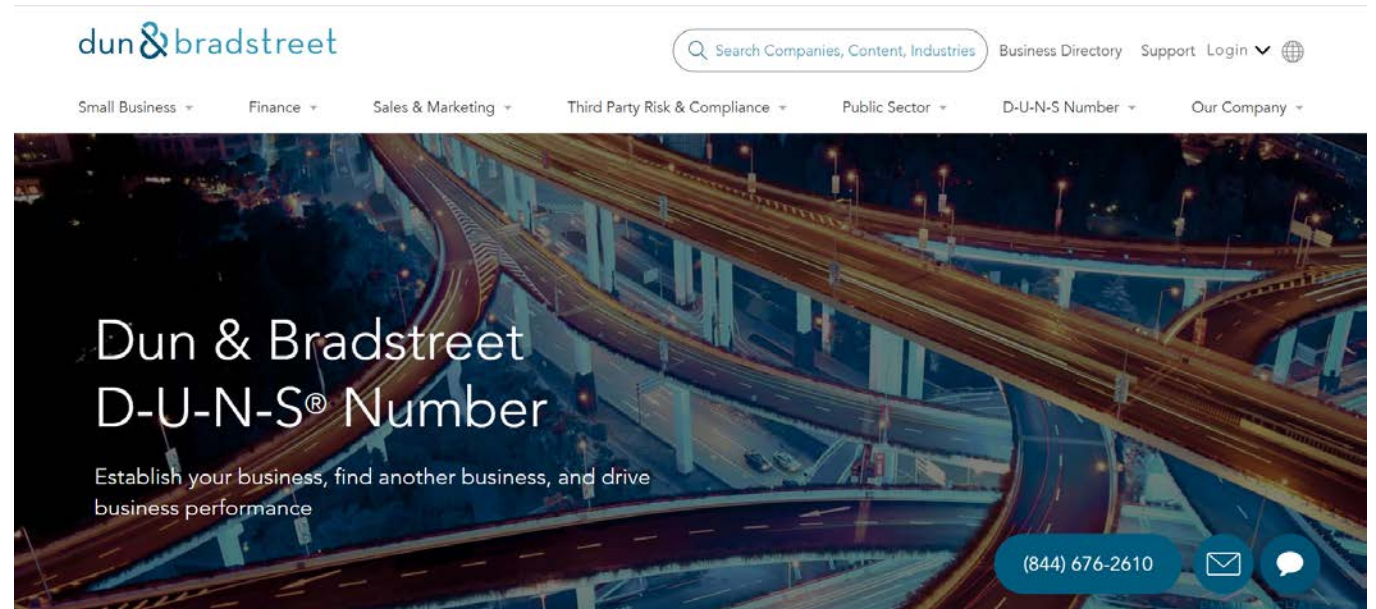 dun & bradstreet
Search Companies, Content, Industries
Business Directory
Support
Login
Small Business
Finance
Sales & Marketing
Third Party Risk & Compliance
Public Sector
D-U-N-S Number
Our Company
Dun & Bradstreet
D-U-N-S® Number
Establish your business, find another business, and drive
business performance
(844) 676-2610